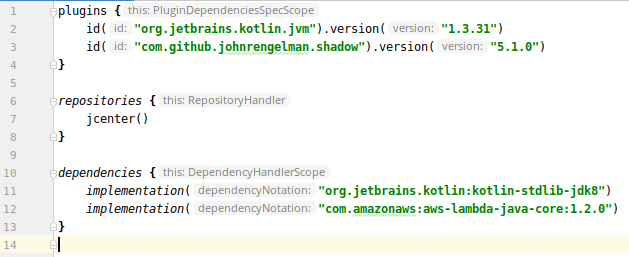 1 plugins { this: PluginDependenciesSpecScope
2 id( id: "org.jetbrains.kotlin.jvm").version( version: "1.3.31")
3 id( id: "com.github.johnrengelman.shadow").version( version: "5.1.0")
4 }
5
6 repositories { this: RepositoryHandler
7 jcenter()
8 }
9
10 dependencies { this: DependencyHandlerScope
11 implementation( dependencyNotation: "org.jetbrains.kotlin:kotlin-stdlib-jdk8")
12 implementation( dependencyNotation: "com.amazonaws:aws-lambda-java-core:1.2.0")
13 }
14